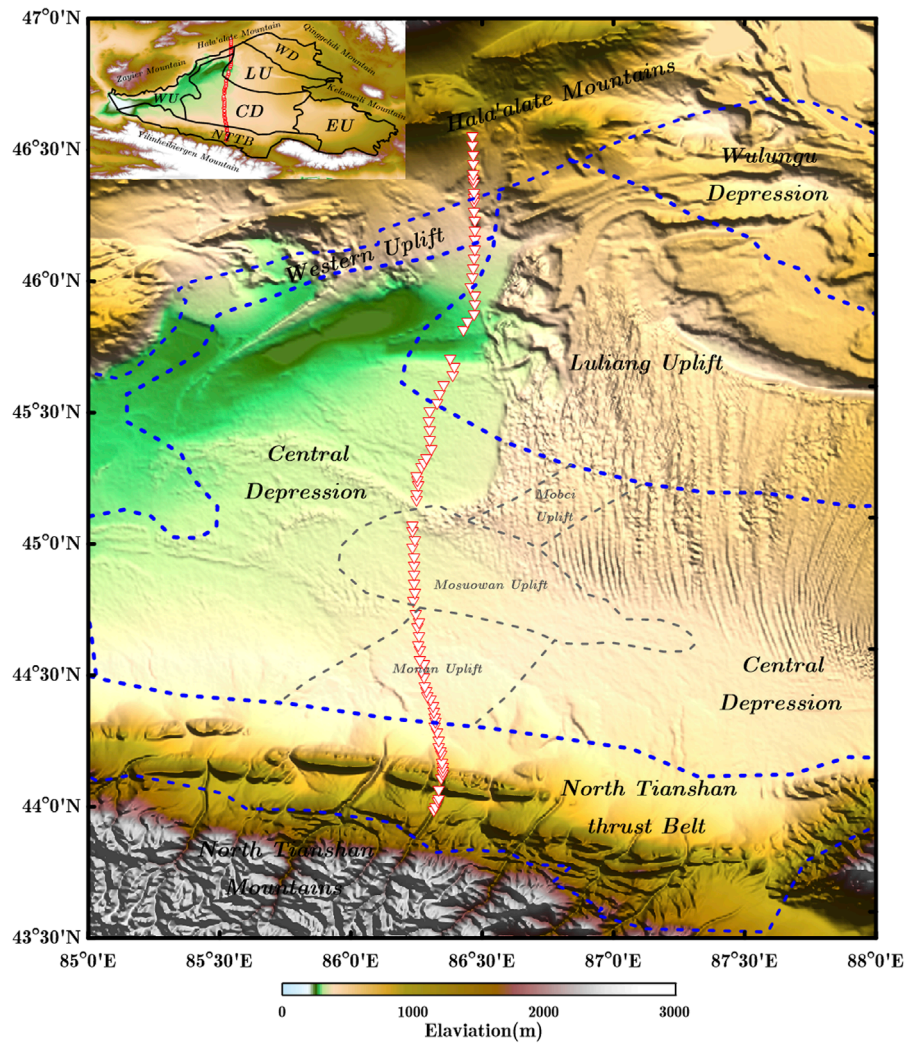 47°0'N
46°30'N
46°0'N
45°30'N
45°0'N
44°30'N
44°0'N
43°30'N
Hala'alate Mountain
Qinggelidi Mountain
Zayier Mountain
WD
LU
Kelameili Mountain
WU
CD
EU
NTTB
Yilinheibiergen Mountain
Hala'alate Mountains
Wulungu
Depression
Western Uplift
Luliang Uplift
Central
Depression
Mobei
Uplift
Mosuowan Uplift
Monan Uplift
Central
Depression
North Tianshan
thrust Belt
North Tianshan
Mountains
85°0'E
85°30'E
86°0'E
86°30'E
87°0'E
87°30'E
88°0'E
0
1000
2000
3000
Elaviation(m)